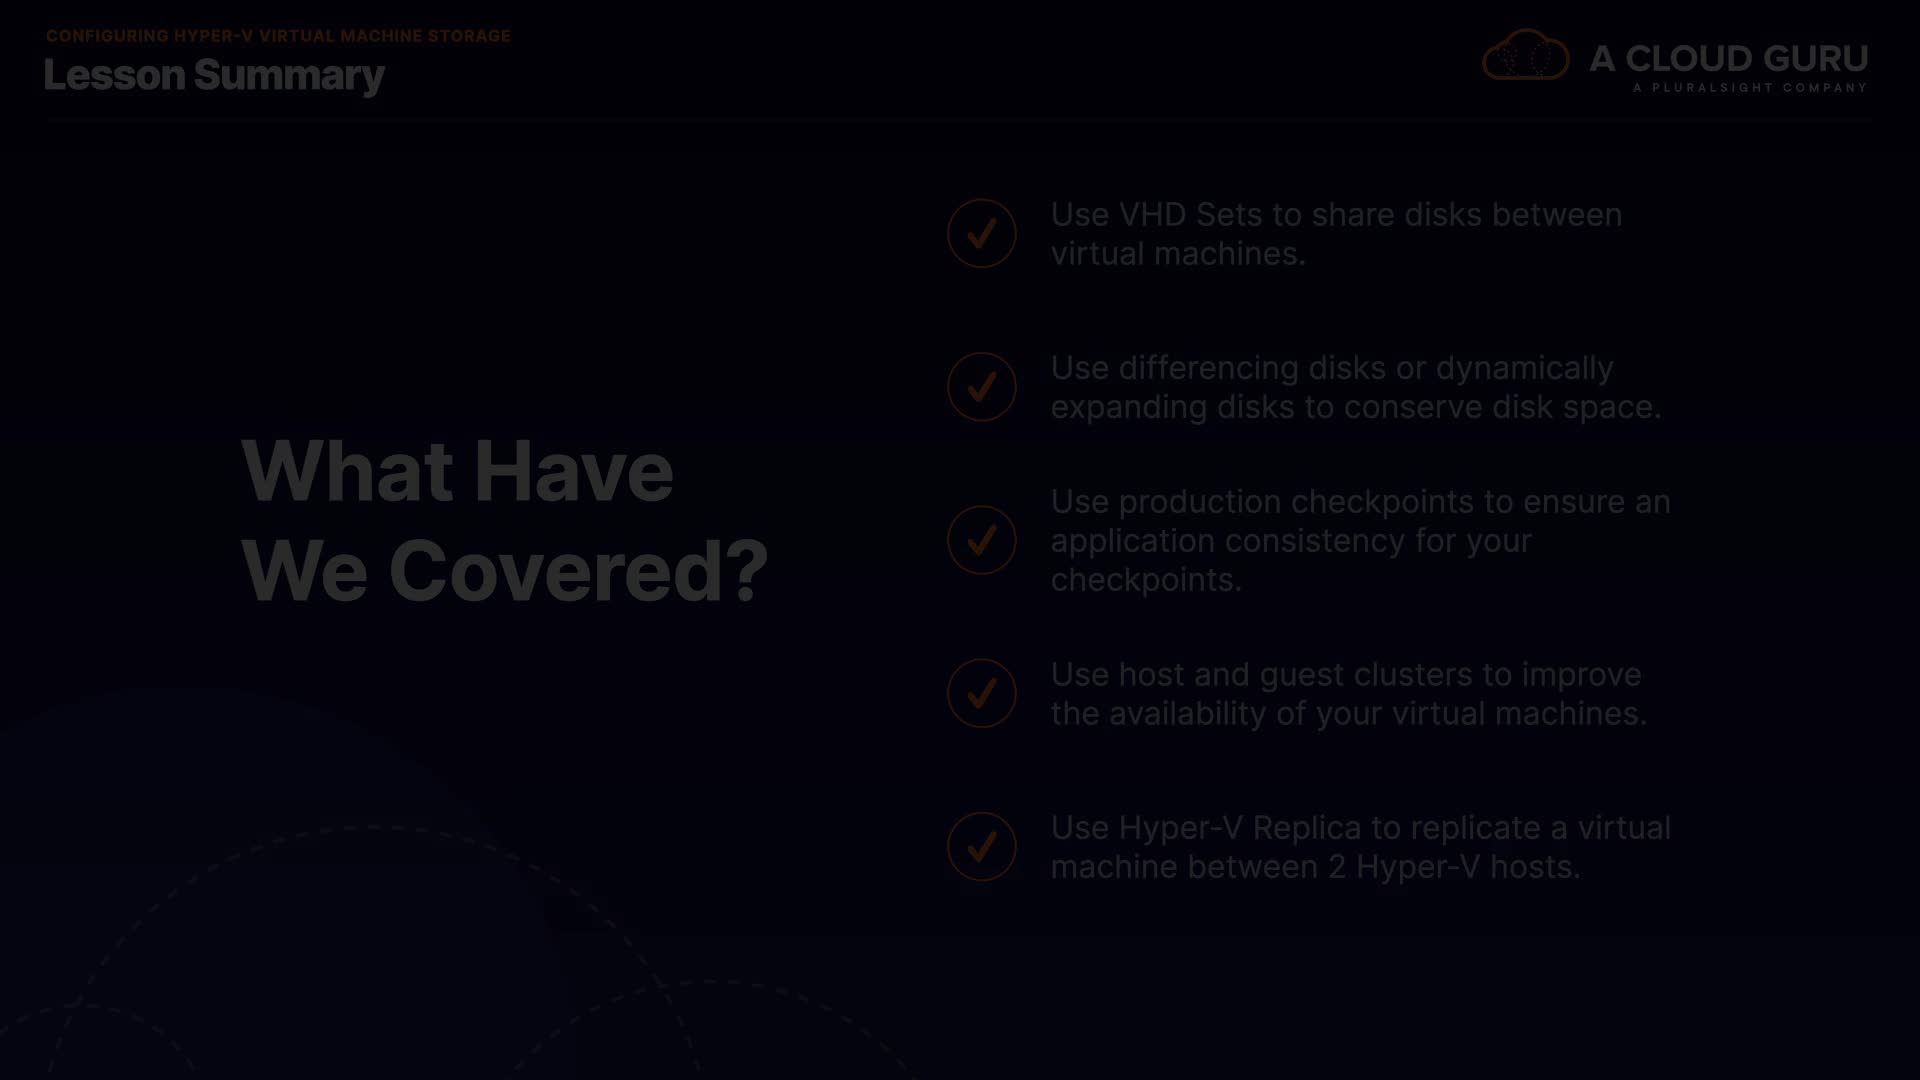 CONFIGURING HYPER-V VIRTUAL MACHINE STORAGE
Lesson Summary
A CLOUD GURU
A PLURALSIGHT COMPANY
What Have
We Covered?
Use VHD Sets to share disks between
virtual machines.
Use differencing disks or dynamically
expanding disks to conserve disk space.
Use production checkpoints to ensure an
application consistency for your
checkpoints.
Use host and guest clusters to improve
the availability of your virtual machines.
Use Hyper-V Replica to replicate a virtual
machine between 2 Hyper-V hosts.